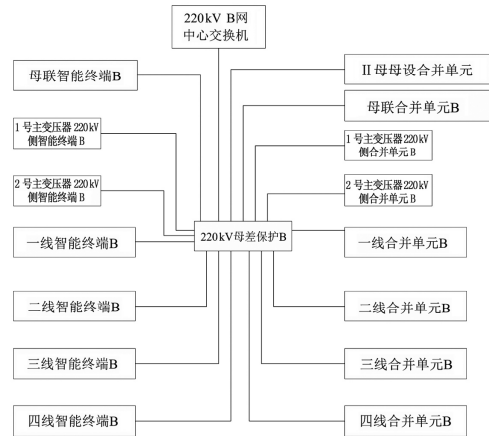 220kV B网
中心交换机
母联智能终端B
II母母设合并单元
母联合并单元B
1号主变压器220kV
侧智能终端B
1号主变压器220kV
侧合并单元B
2号主变压器220kV
侧智能终端B
2号主变压器220kV
侧合并单元B
一线智能终端B
220kV母差保护B
一线合并单元B
二线智能终端B
二线合并单元B
三线智能终端B
三线合并单元B
四线智能终端B
四线合并单元B